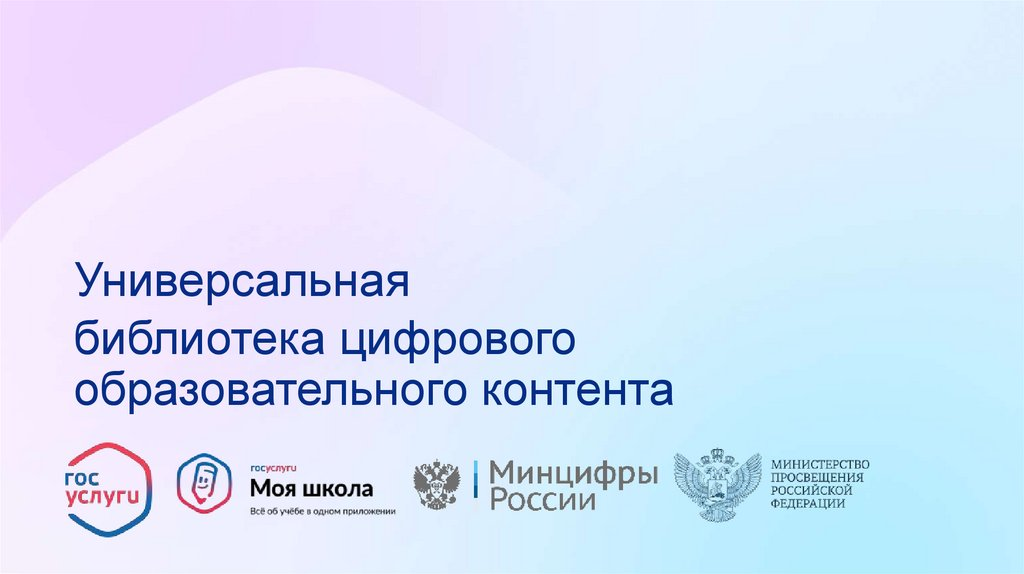 Универсальная
библиотека цифрового
образовательного контента
гос
услуги
госуслуги
Моя школа
Всё об учёбе в одном приложении
Минцифры
России
МИНИСТЕРСТВО
ПРОСВЕЩЕНИЯ
РОССИЙСКОЙ
ФЕДЕРАЦИИ